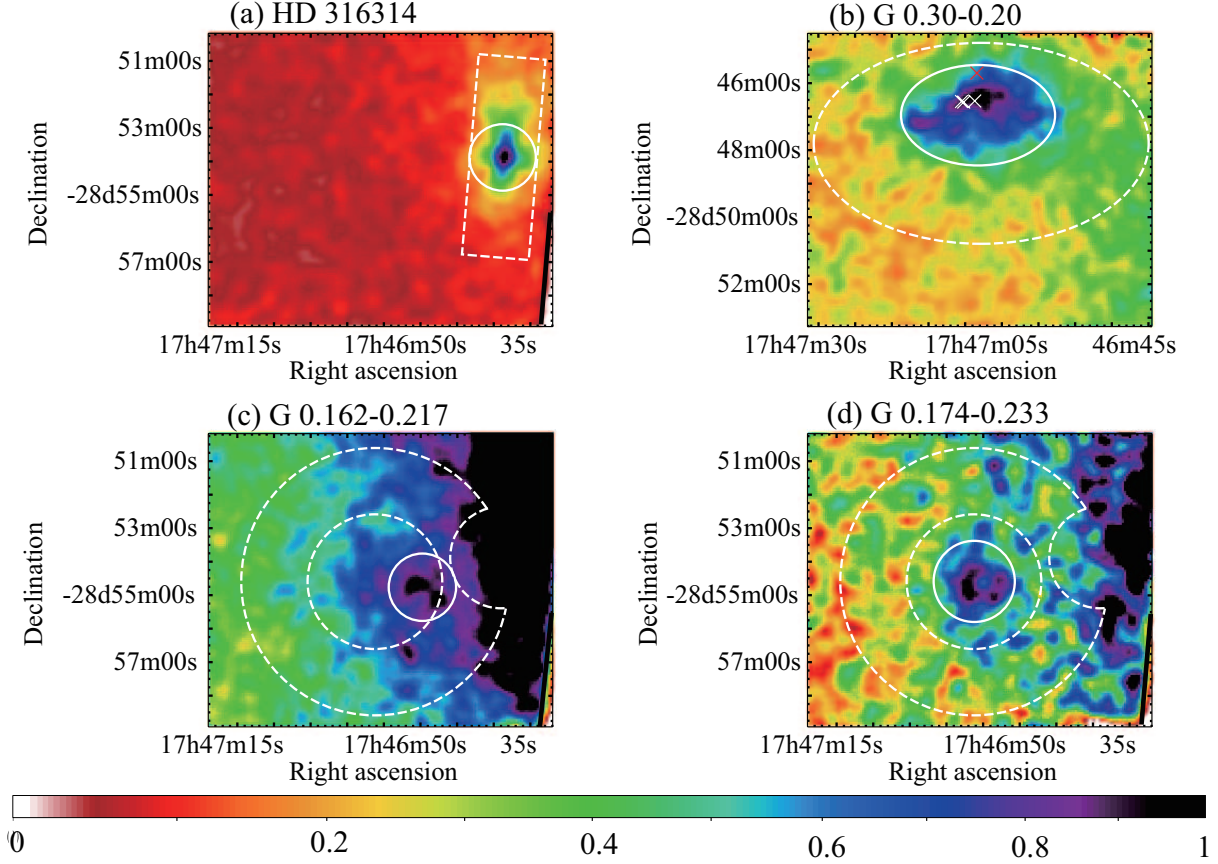 (a) HD 316314
(b) G 0.30-0.20
Declination
51m00s
53m00s
-28d55m00s
57m00s
17h47m15s 17h46m50s 35s
Right ascension
Declination
46m00s
48m00s
-28d50m00s
52m00s
17h47m30s 17h47m05s 46m45s
Right ascension
(c) G 0.162-0.217
(d) G 0.174-0.233
Declination
51m00s
53m00s
-28d55m00s
57m00s
17h47m15s 17h46m50s 35s
Right ascension
Declination
51m00s
53m00s
-28d55m00s
57m00s
17h47m15s 17h46m50s 35s
Right ascension
0 0.2 0.4 0.6 0.8 1